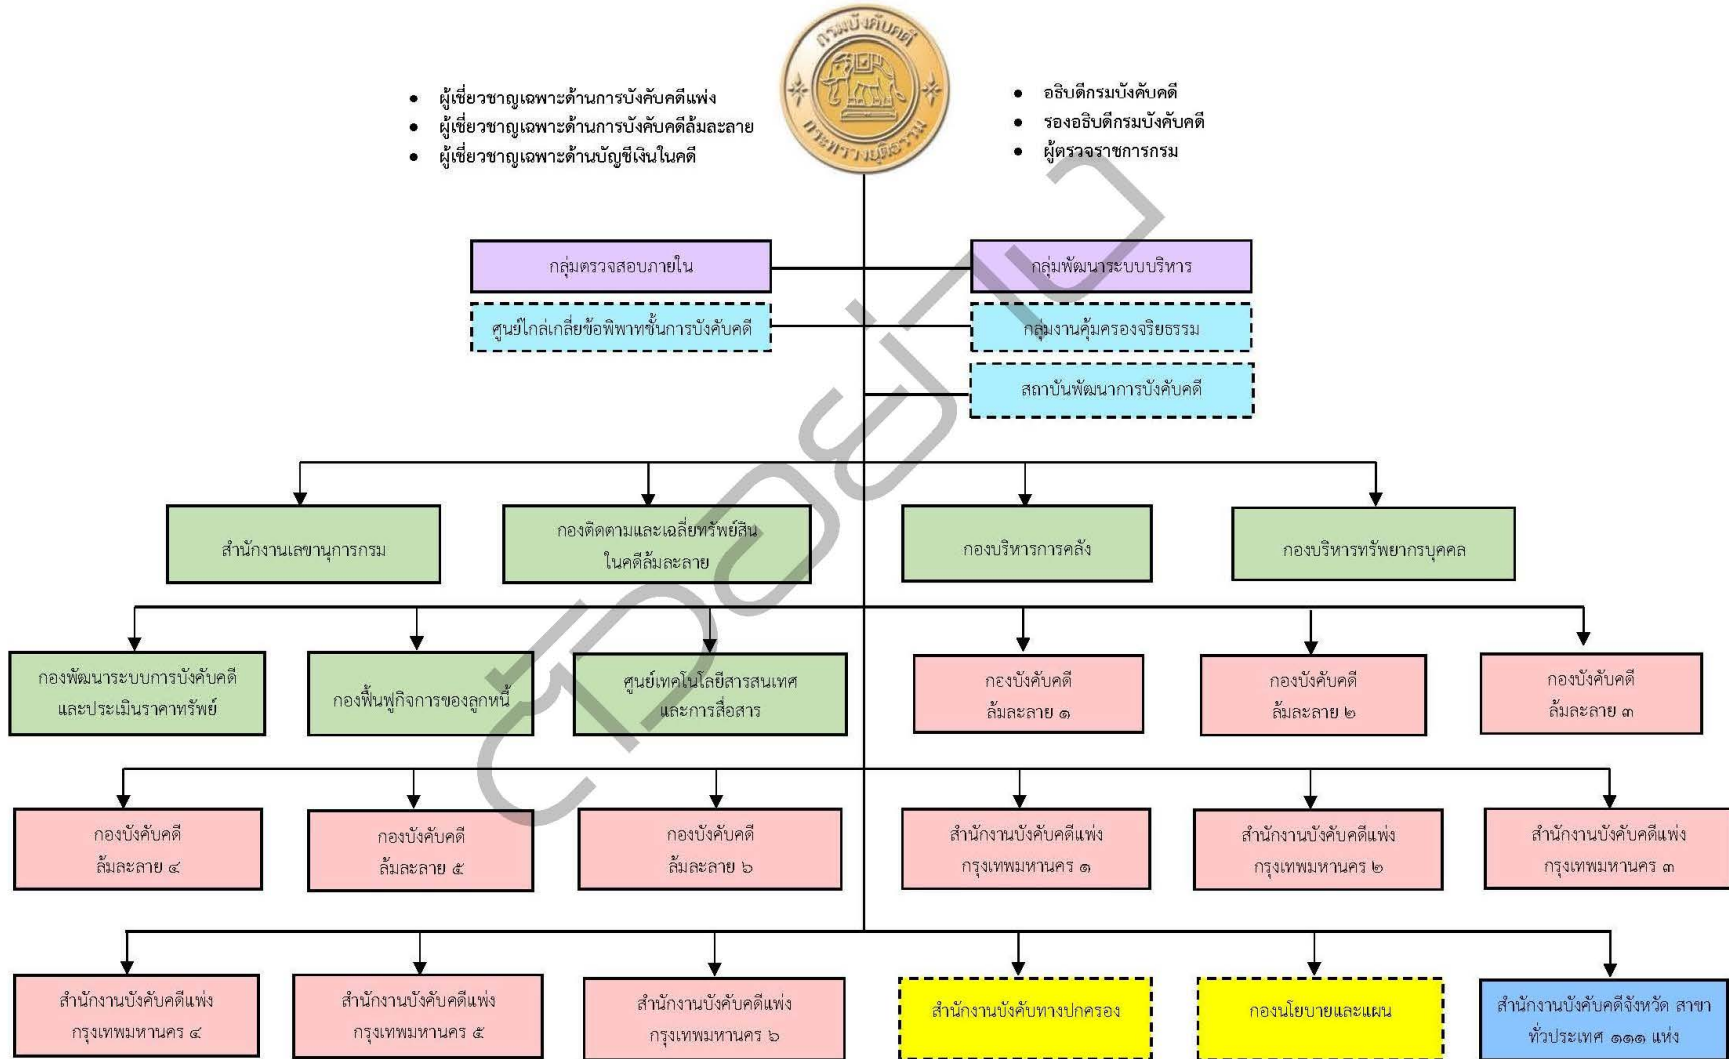 กรมบังคับคดี
กระทรวงยุติธรรม
• ผู้เชี่ยวชาญเฉพาะด้านการบังคับคดีแพ่ง
• ผู้เชี่ยวชาญเฉพาะด้านการบังคับคดีล้มละลาย
• ผู้เชี่ยวชาญเฉพาะด้านบัญชีเงินในคดี
• อธิบดีกรมบังคับคดี
• รองอธิบดีกรมบังคับคดี
• ผู้ตรวจราชการกรม
กลุ่มตรวจสอบภายใน
กลุ่มพัฒนาระบบบริหาร
ศูนย์ไกล่เกลี่ยข้อพิพาทชั้นการบังคับคดี
กลุ่มงานคุ้มครองจริยธรรม
สถาบันพัฒนาการบังคับคดี
สำนักงานเลขานุการกรม
กองติดตามและเฉลี่ยทรัพย์สิน
ในคดีล้มละลาย
กองบริหารการคลัง
กองบริหารทรัพยากรบุคคล
กองพัฒนาระบบการบังคับคดี
และประเมินราคาทรัพย์
กองฟื้นฟูกิจการของลูกหนี้
ศูนย์เทคโนโลยีสารสนเทศ
และการสื่อสาร
กองบังคับคดี
ล้มละลาย ๑
กองบังคับคดี
ล้มละลาย ๒
กองบังคับคดี
ล้มละลาย ๓
กองบังคับคดี
ล้มละลาย ๔
กองบังคับคดี
ล้มละลาย ๕
กองบังคับคดี
ล้มละลาย ๖
สำนักงานบังคับคดีแพ่ง
กรุงเทพมหานคร ๑
สำนักงานบังคับคดีแพ่ง
กรุงเทพมหานคร ๒
สำนักงานบังคับคดีแพ่ง
กรุงเทพมหานคร ๓
สำนักงานบังคับคดีแพ่ง
กรุงเทพมหานคร ๔
สำนักงานบังคับคดีแพ่ง
กรุงเทพมหานคร ๕
สำนักงานบังคับคดีแพ่ง
กรุงเทพมหานคร ๖
สำนักงานบังคับทางปกครอง
กองนโยบายและแผน
สำนักงานบังคับคดีจังหวัด สาขา
ทั่วประเทศ ๑๑๑ แห่ง
ตัวอย่าง